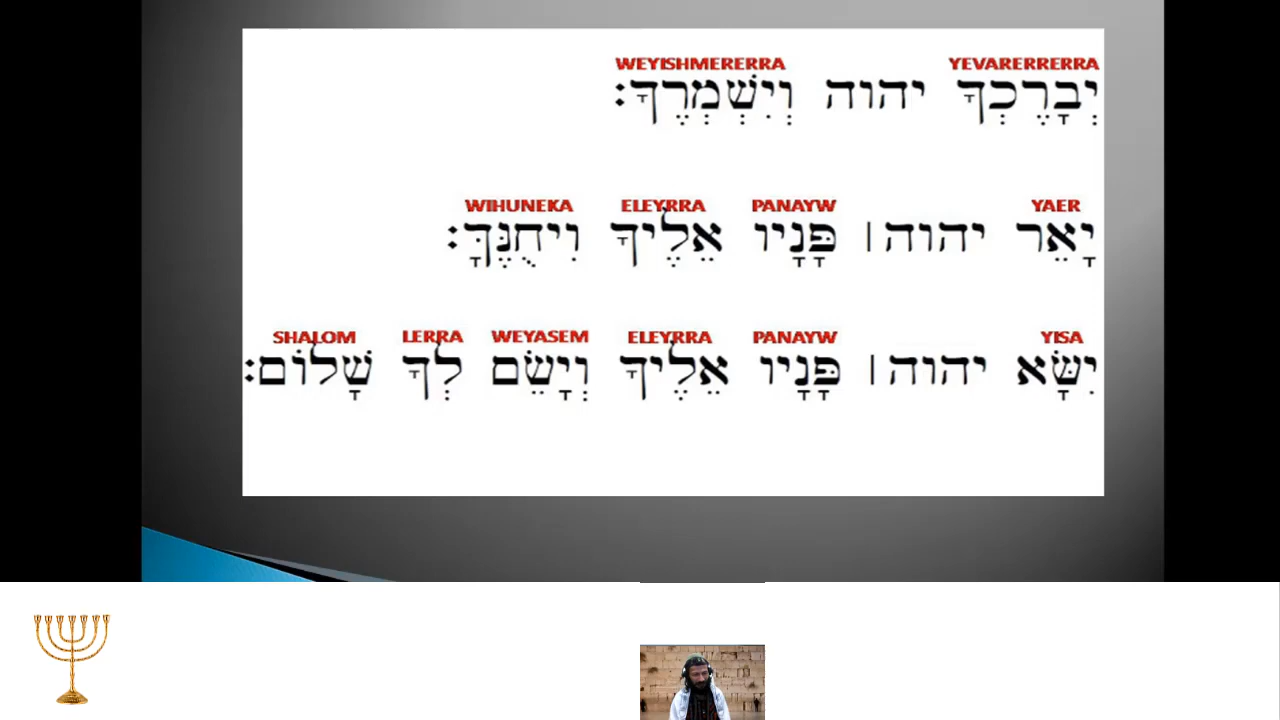 YEVARERRERRA WEYISHMERERRA
יְבָרֶכְךָ יהוה וְיִשְׁמְרֶךָ׃
YAER PANAYW ELEYRRA WIHUNEKA
יָאֵר יהוה׀ פָּנָיו אֵלֶיךָ וִיחֻנֶּךָּ׃
YISA PANAYW ELEYRRA WEYASEM LERRA SHALOM
יִשָּׂא יהוה׀ פָּנָיו אֵלֶיךָ וְיָשֵׂם לְךָ שָׁלוֹם׃